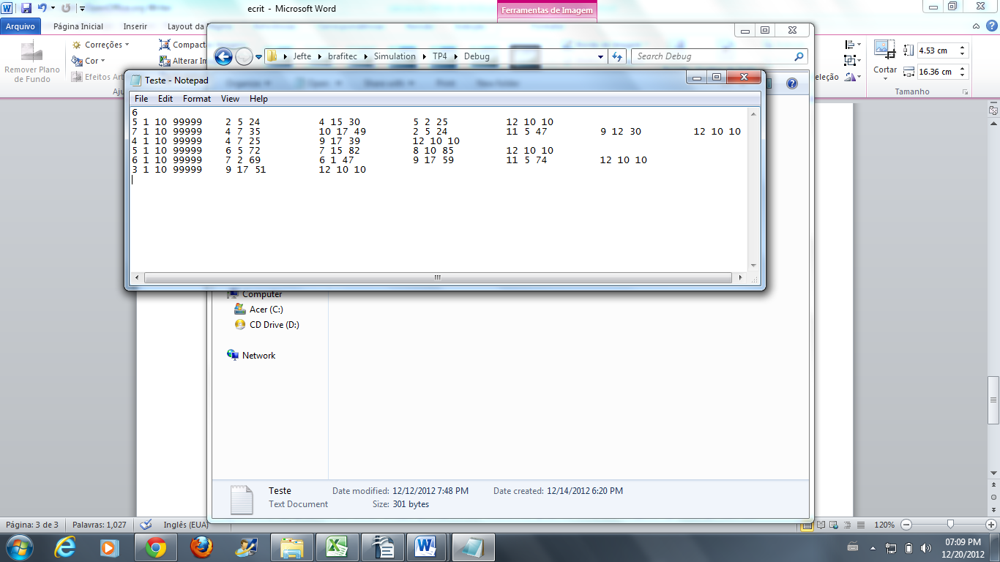 ecrit - Microsoft Word
Ferramentas de Imagem
Arquivo Página Inicial Inserir Layout da
Remover Plano de Fundo
Correções
Cor
Efeitos
Compact
Alterar
Cortar
4.53 cm
16.36 cm
Tamanho
Jefte brafitec Simulation TP4 Debug
Search Debug
Teste - Notepad
File Edit Format View Help
6
5 1 10 99999 2 5 24 4 15 30 5 2 25 12 10 10
7 1 10 99999 4 7 35 10 17 49 2 5 24 11 5 47 9 12 30 12 10 10
4 1 10 99999 4 7 25 9 17 39 12 10 10
5 1 10 99999 6 5 72 7 15 82 8 10 85 12 10 10
6 1 10 99999 7 2 69 6 1 47 9 17 59 11 5 74 12 10 10
3 1 10 99999 9 17 51 12 10 10
Computer
Acer (C:)
CD Drive (D:)
Network
Teste Date modified: 12/12/2012 7:48 PM Date created: 12/14/2012 6:20 PM
Text Document Size: 301 bytes
Página: 3 de 3 Palavras: 1,027 Inglês (EUA) 120%
07:09 PM
12/20/2012